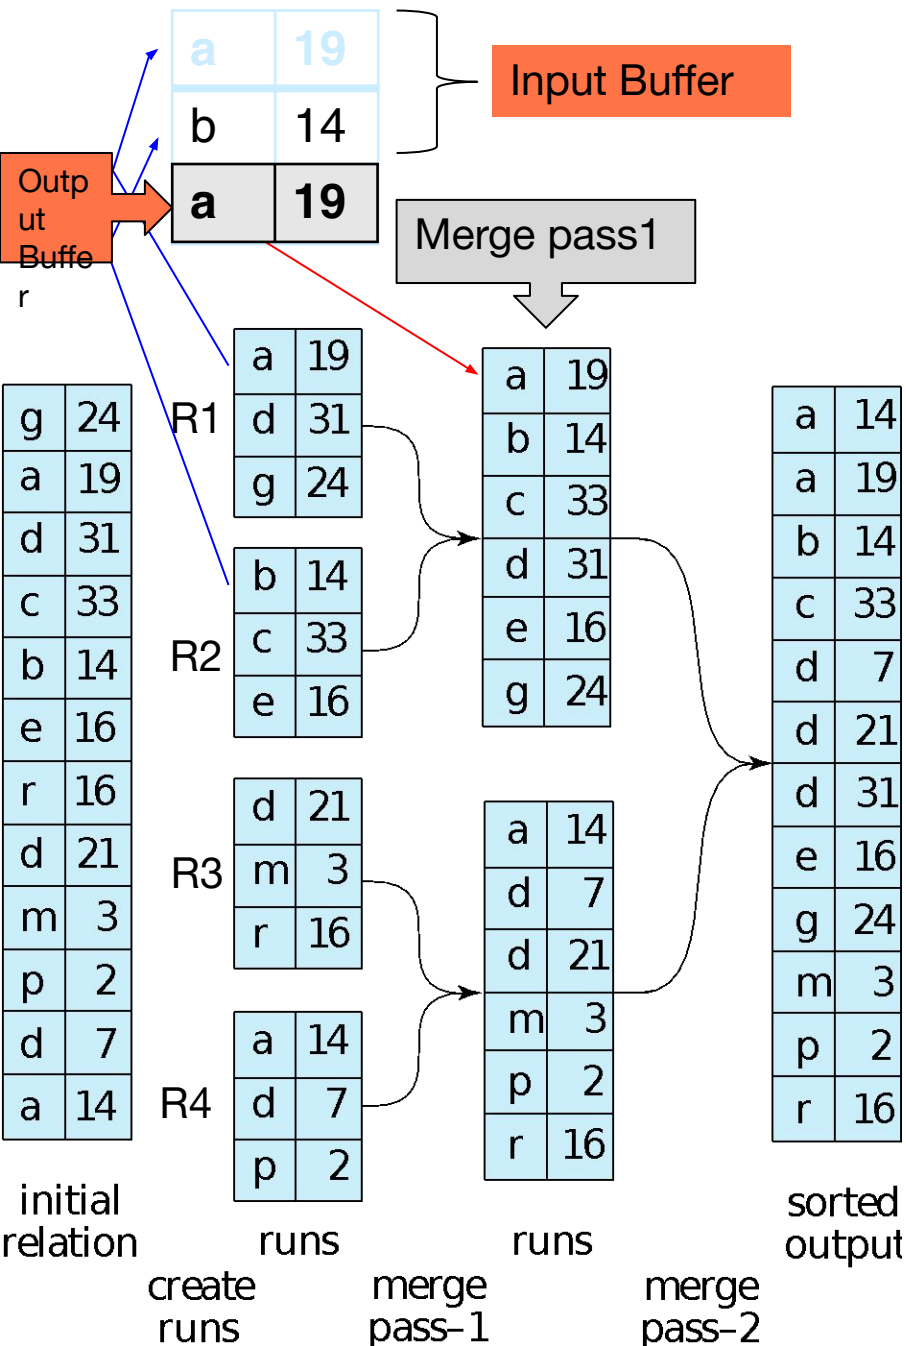 a 19
b 14
a 19
Input Buffer
Outp
ut
Buffe
r
Merge pass1
g 24
a 19
d 31
c 33
b 14
e 16
r 16
d 21
m 3
p 2
d 7
a 14
initial
relation
R1
a 19
d 31
g 24
R2
b 14
c 33
e 16
R3
d 21
m 3
r 16
R4
a 14
d 7
p 2
runs
create
runs
a 19
b 14
c 33
d 31
e 16
g 24
a 14
d 7
d 21
m 3
p 2
r 16
runs
merge
pass–1
a 14
a 19
b 14
c 33
d 7
d 21
d 31
e 16
g 24
m 3
p 2
r 16
sorted
output
merge
pass–2